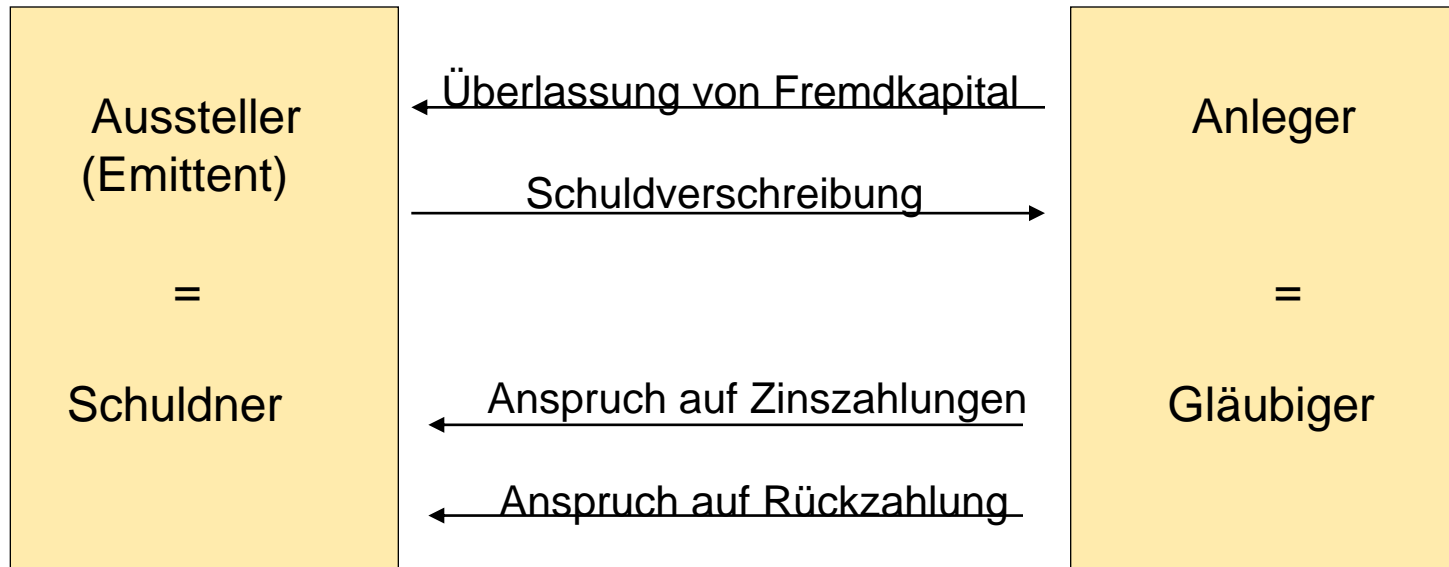 Aussteller
(Emittent)
=
Schuldner
Überlassung von Fremdkapital
Schuldverschreibung
Anspruch auf Zinszahlungen
Anspruch auf Rückzahlung
Anleger
=
Gläubiger